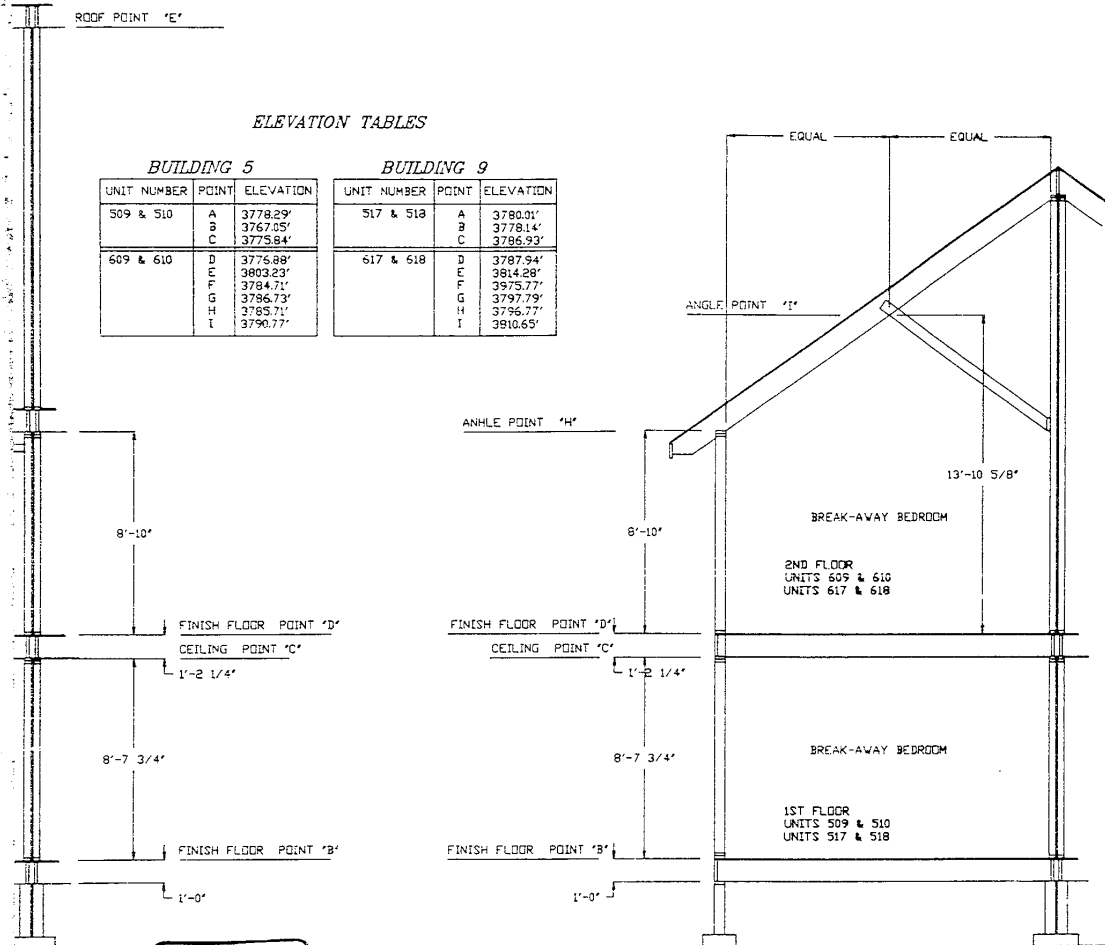 ROOF POINT "E"
ELEVATION TABLES
BUILDING 5
UNIT NUMBER POINT ELEVATION
509 & 510 A 3778.29'
B 3767.05'
C 3775.84'
609 & 610 D 3776.88'
E 3803.23'
F 3784.71'
G 3786.73'
H 3785.71'
I 3790.77'
BUILDING 9
UNIT NUMBER POINT ELEVATION
517 & 518 A 3780.01'
B 3778.14'
C 3786.93'
617 & 618 D 3787.94'
E 3814.28'
F 3975.77'
G 3797.79'
H 3796.77'
I 3810.65'
EQUAL
EQUAL
ANGLE POINT "I"
ANHLE POINT "H"
13'-10 5/8"
8'-10"
8'-10"
BREAK-AWAY BEDROOM
2ND FLOOR
UNITS 609 & 610
UNITS 617 & 618
FINISH FLOOR POINT "D"
CEILING POINT "C"
1'-2 1/4"
FINISH FLOOR POINT "D"
CEILING POINT "C"
1'-2 1/4"
8'-7 3/4"
8'-7 3/4"
BREAK-AWAY BEDROOM
1ST FLOOR
UNITS 509 & 510
UNITS 517 & 518
FINISH FLOOR POINT "B"
1'-0"
FINISH FLOOR POINT "B"
1'-0"